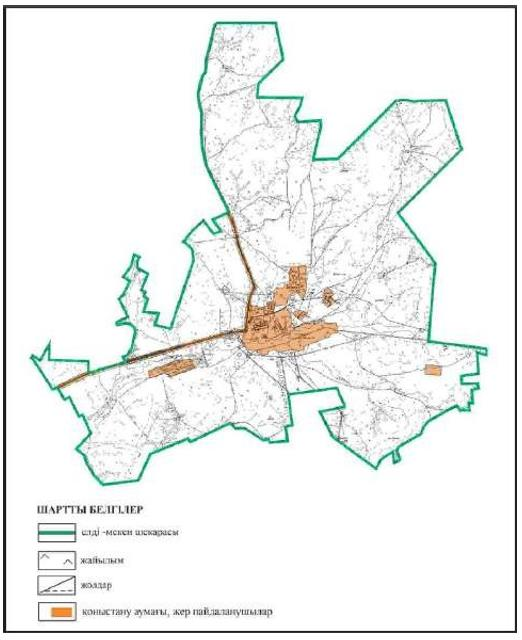 ШАРТТЫ БЕЛГІЛЕР
елді -мекен шекарасы
жайылым
жолдар
қоныстану аумағы, жер пайдаланушылар